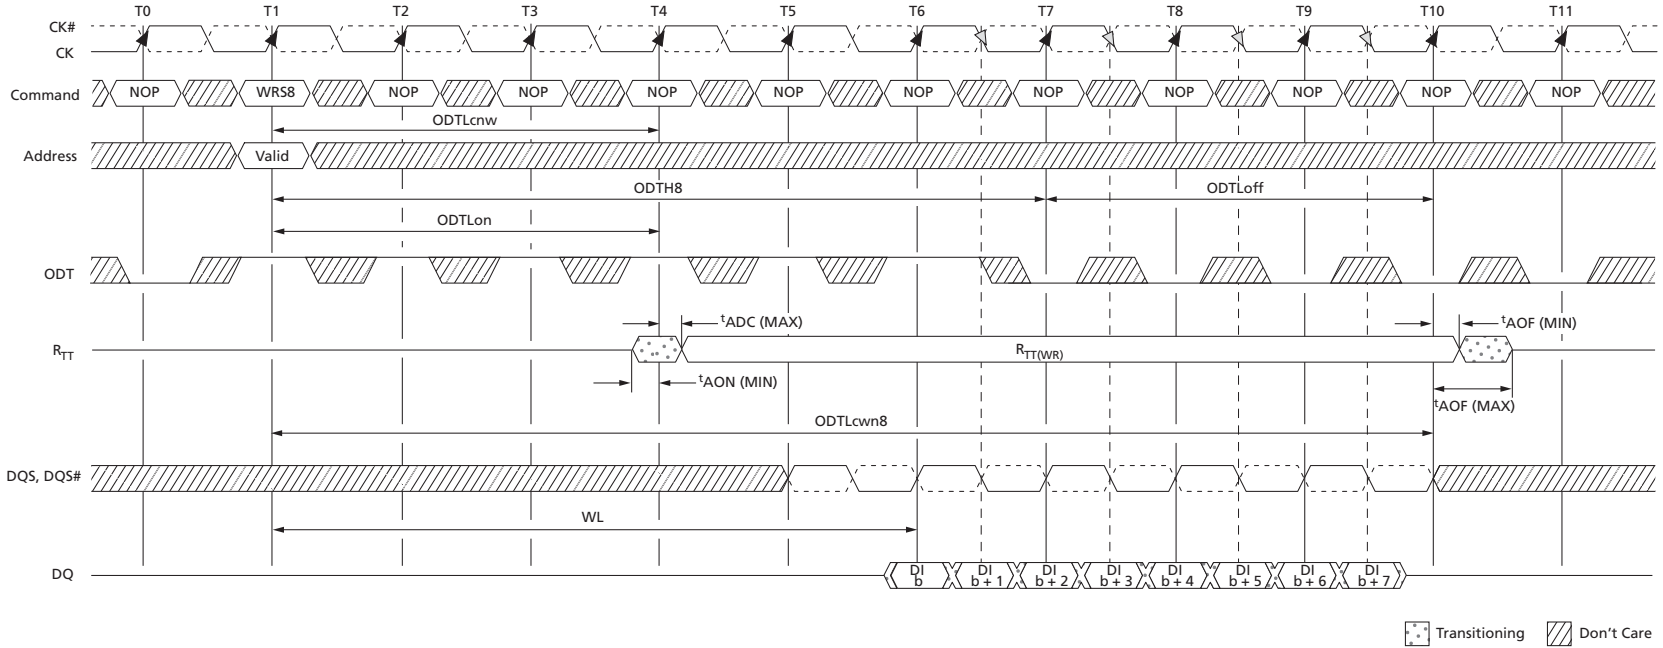 T0 T1 T2 T3 T4 T5 T6 T7 T8 T9 T10 T11
CK#
CK
Command NOP WRS8 NOP NOP NOP NOP NOP NOP NOP NOP NOP NOP
ODTLcnw
Address Valid
ODTH8 ODTLoff
ODTLon
ODT
tADC (MAX) tAOF (MIN)
RTT RTT(WR)
tAON (MIN)
tAOF (MAX)
ODTLcwn8
DQS, DQS#
WL
DQ
DI b DI b + 1 DI b + 2 DI b + 3 DI b + 4 DI b + 5 DI b + 6 DI b + 7
Transitioning Don't Care